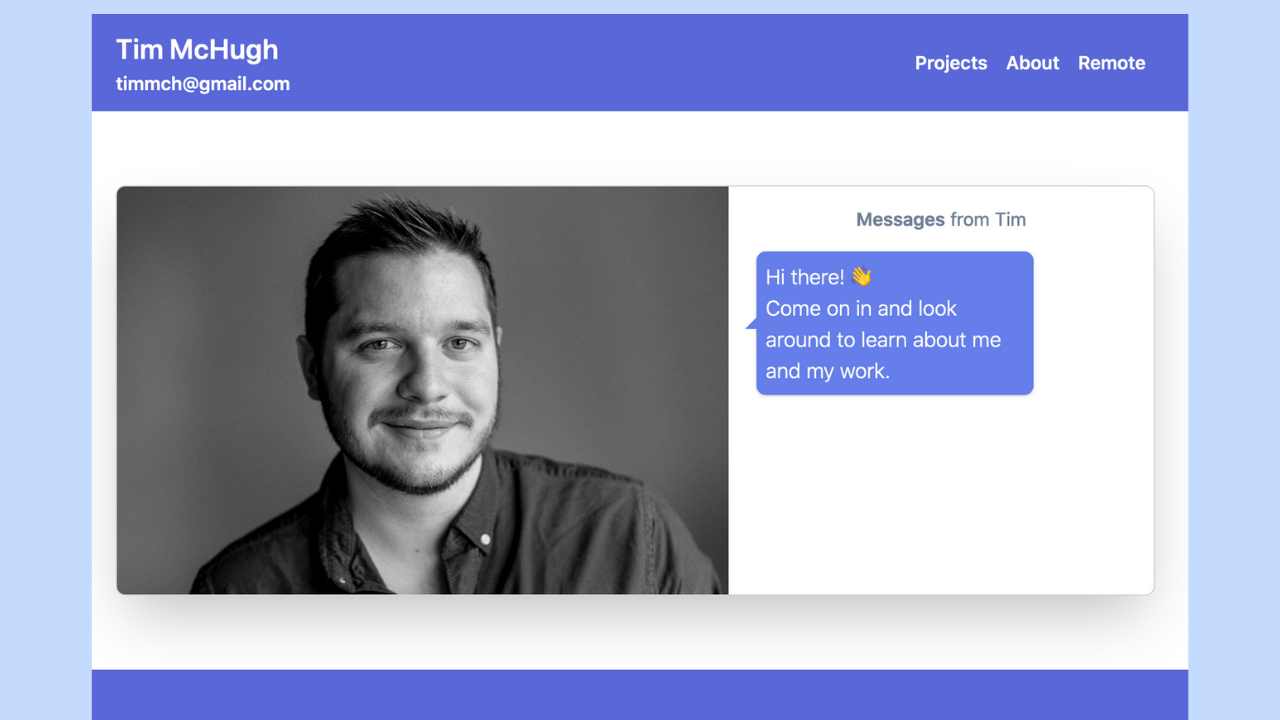 Tim McHugh
timmch@gmail.com
Projects About Remote
Messages from Tim
Hi there! 👋
Come on in and look
around to learn about me
and my work.